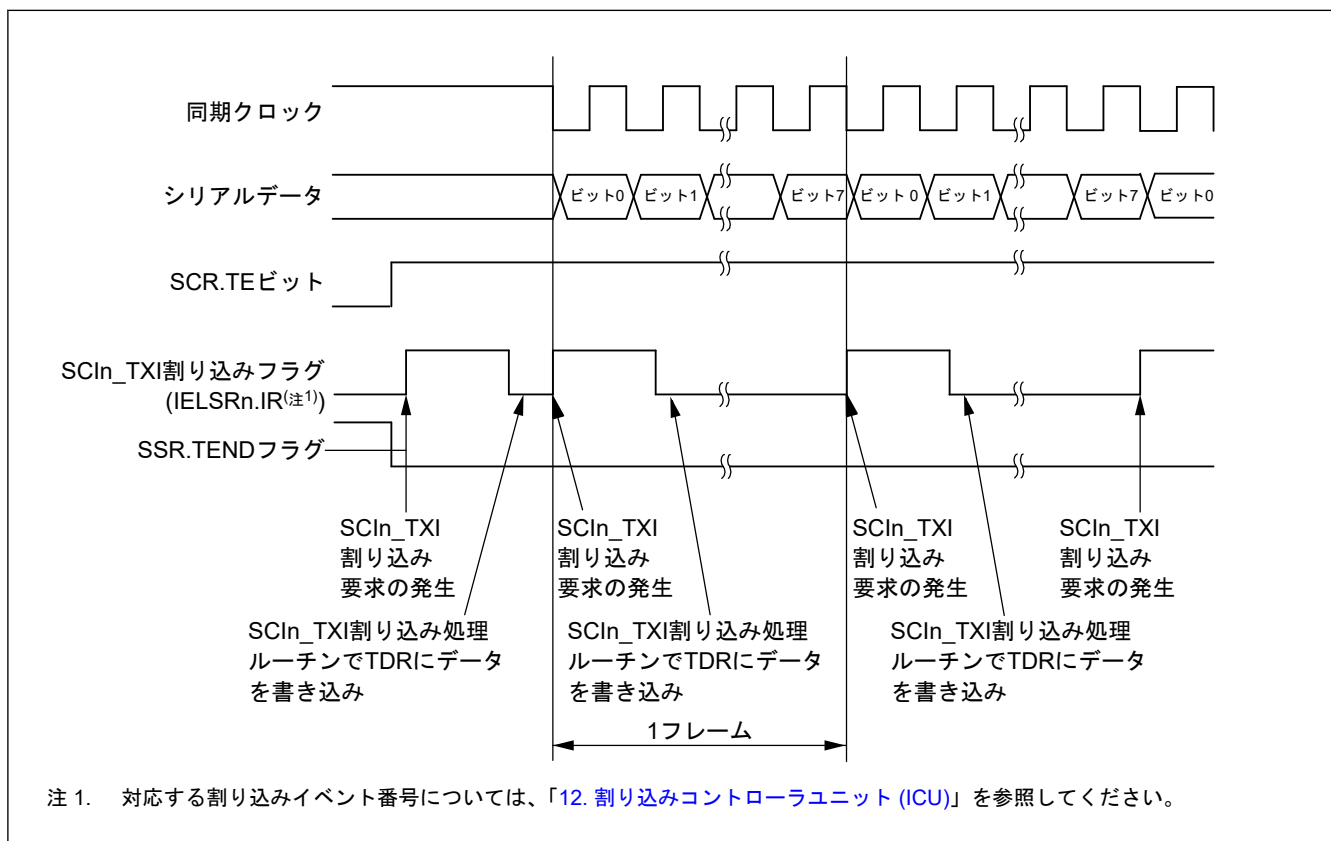 同期クロック
シリアルデータ
ビット0 ビット1 ビット7 ビット 0 ビット1 ビット7 ビット0
SCR.TEビット
SCIn_TXI割り込みフラグ
(IELSRn.IR(注1))
SSR.TENDフラグ
SCIn_TXI
割り込み
要求の発生
SCIn_TXI
割り込み
要求の発生
SCIn_TXI
割り込み
要求の発生
SCIn_TXI
割り込み
要求の発生
SCIn_TXI割り込み処理
ルーチンでTDRにデータ
を書き込み
SCIn_TXI割り込み処理
ルーチンでTDRにデータ
を書き込み
SCIn_TXI割り込み処理
ルーチンでTDRにデータ
を書き込み
1フレーム
注 1. 対応する割り込みイベント番号については、「12. 割り込みコントローラユニット (ICU)」を参照してください。